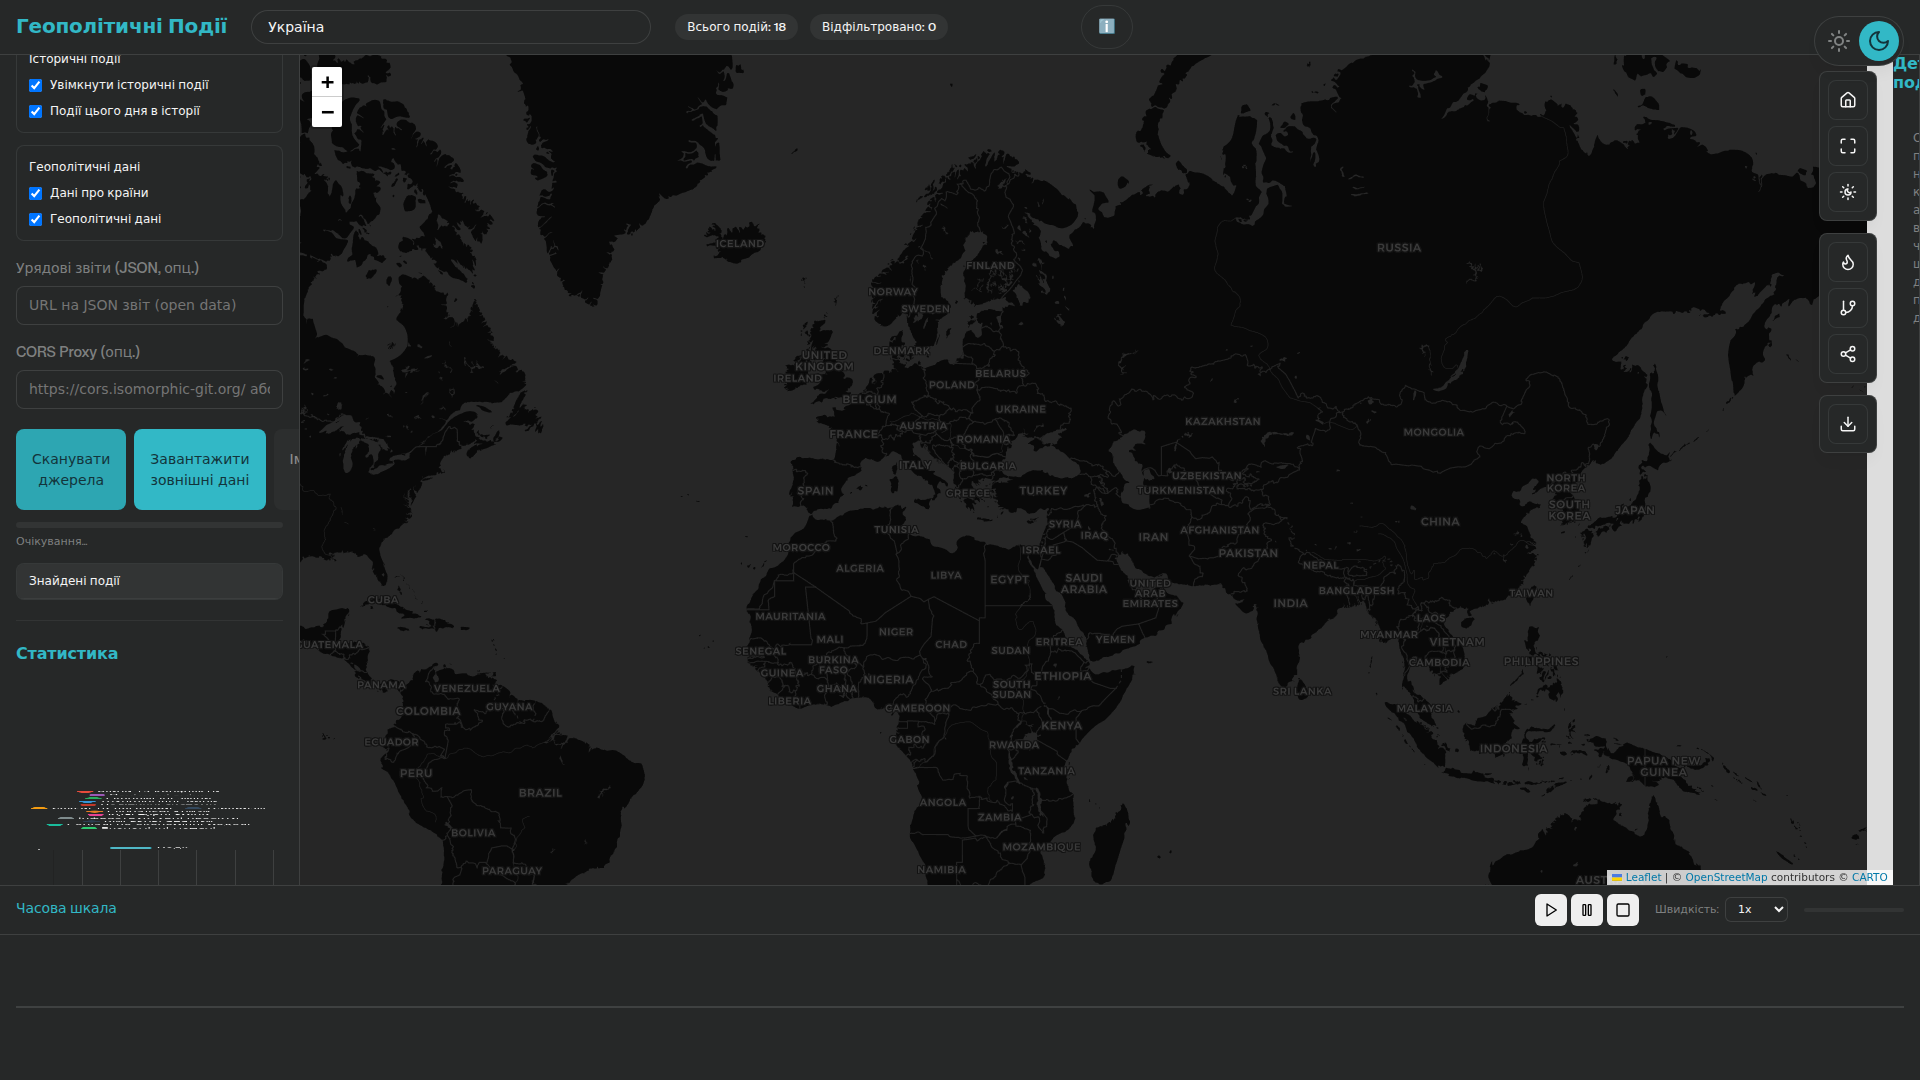 Геополітичні Події
Україна
Всього подій: 18
Відфільтровано: 0
Історичні події
Увімкнути історичні події
Події цього дня в історії
Геополітичні дані
Дані про країни
Геополітичні дані
Урядові звіти (JSON, опц.)
URL на JSON звіт (open data)
CORS Proxy (опц.)
https://cors.isomorphic-git.org/ або
Сканувати
джерела
Завантажити
зовнішні дані
Очікування...
Знайдені події
Статистика
+
−
ICELAND
RUSSIA
FINLAND
NORWAY
SWEDEN
DENMARK
UNITED
KINGDOM
IRELAND
BELARUS
POLAND
BELGIUM
UKRAINE
KAZAKHSTAN
AUSTRIA
FRANCE
MONGOLIA
ROMANIA
ITALY
BULGARIA
UZBEKISTAN
NORTH
KOREA
SPAIN
GREECE
TURKEY
TURKMENISTAN
SOUTH
KOREA
JAPAN
TUNISIA
SYRIA
CHINA
IRAQ
IRAN
AFGHANISTAN
MOROCCO
ISRAEL
PAKISTAN
ALGERIA
LIBYA
EGYPT
SAUDI
ARABIA
UNITED
ARAB
EMIRATES
NEPAL
BANGLADESH
TAIWAN
CUBA
INDIA
MAURITANIA
LAOS
MALI
NIGER
CHAD
SUDAN
ERITREA
YEMEN
MYANMAR
VIETNAM
GUATEMALA
SENEGAL
BURKINA
FASO
CAMBODIA
PHILIPPINES
GUINEA
NIGERIA
ETHIOPIA
PANAMA
VENEZUELA
GHANA
SOUTH
SUDAN
SRI LANKA
LIBERIA
CAMEROON
COLOMBIA
GUYANA
MALAYSIA
KENYA
ECUADOR
GABON
RWANDA
INDONESIA
PERU
TANZANIA
PAPUA NEW
GUINEA
BRAZIL
ANGOLA
ZAMBIA
BOLIVIA
MOZAMBIQUE
PARAGUAY
NAMIBIA
AUST
Leaflet | © OpenStreetMap contributors © CARTO
Часова шкала
Швидкість:
1x